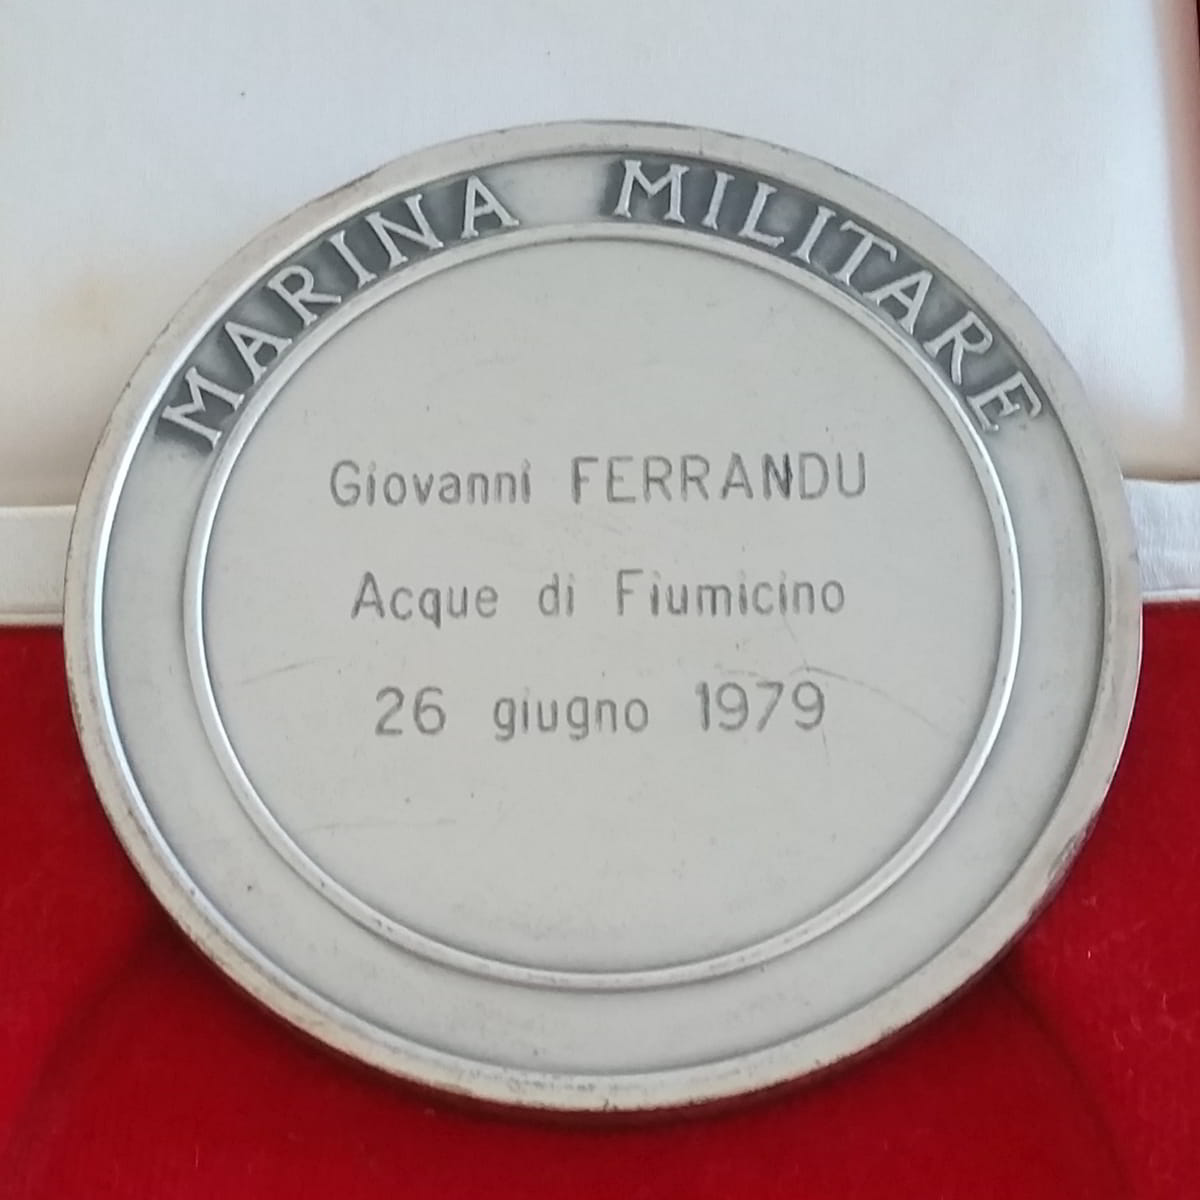 MARINA MILITARE
Giovanni FERRANDU
Acque di Fiumicino
26 giugno 1979